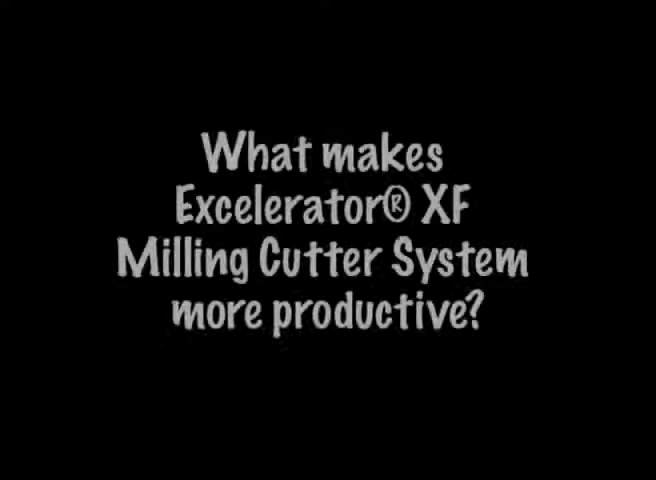 What makes
Excelerator® XF
Milling Cutter System
more productive?